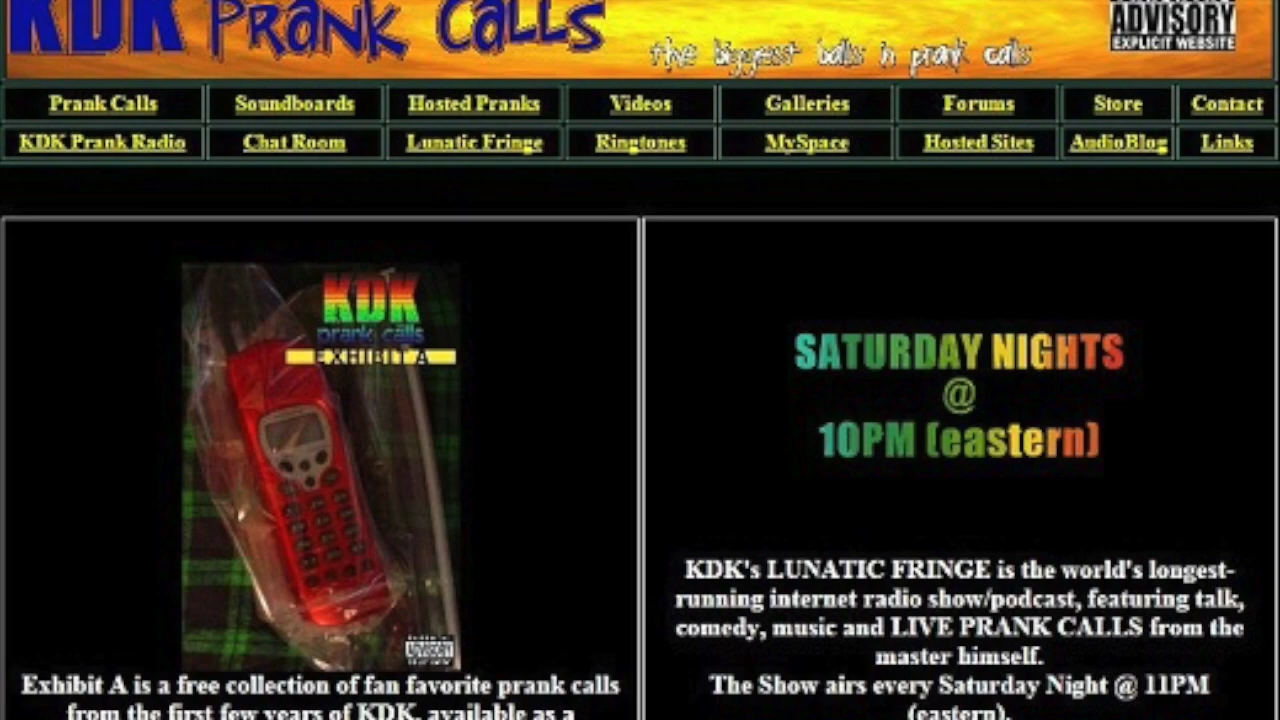 KDK Prank Calls
the biggest balls in prank calls
ADVISORY
EXPLICIT WEBSITE
Prank Calls Soundboards Hosted Pranks Videos Galleries Forums Store Contact
KDK Prank Radio Chat Room Lunatic Fringe Ringtones MySpace Hosted Sites AudioBlog Links
KDK
prank calls
EXHIBIT A
ADVISORY
Exhibit A is a free collection of fan favorite prank calls
from the first few years of KDK, available as a
SATURDAY NIGHTS
@
10PM (eastern)
KDK's LUNATIC FRINGE is the world's longest-
running internet radio show/podcast, featuring talk,
comedy, music and LIVE PRANK CALLS from the
master himself.
The Show airs every Saturday Night @ 11PM
(eastern).